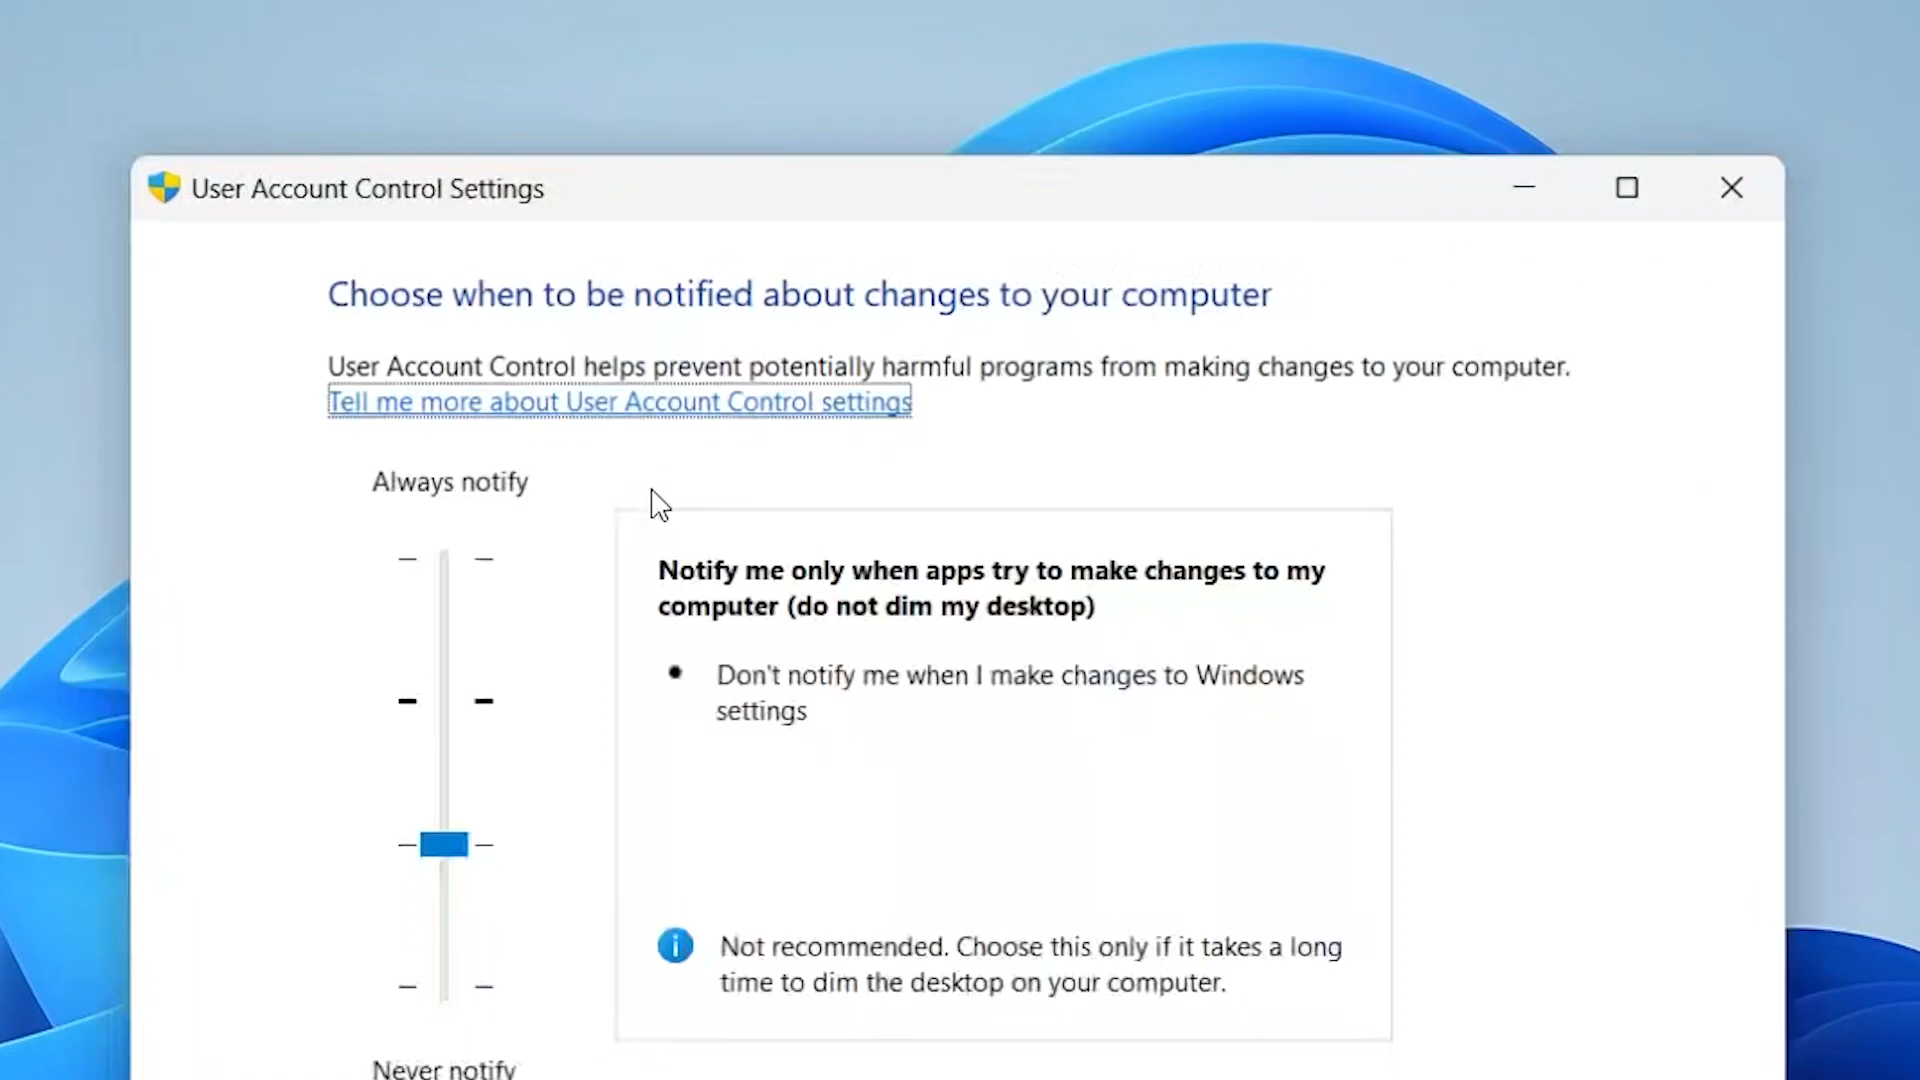 User Account Control Settings
Choose when to be notified about changes to your computer
User Account Control helps prevent potentially harmful programs from making changes to your computer.
Tell me more about User Account Control settings
Always notify
Notify me only when apps try to make changes to my
computer (do not dim my desktop)
• Don't notify me when I make changes to Windows
settings
Not recommended. Choose this only if it takes a long
time to dim the desktop on your computer.
Never notify